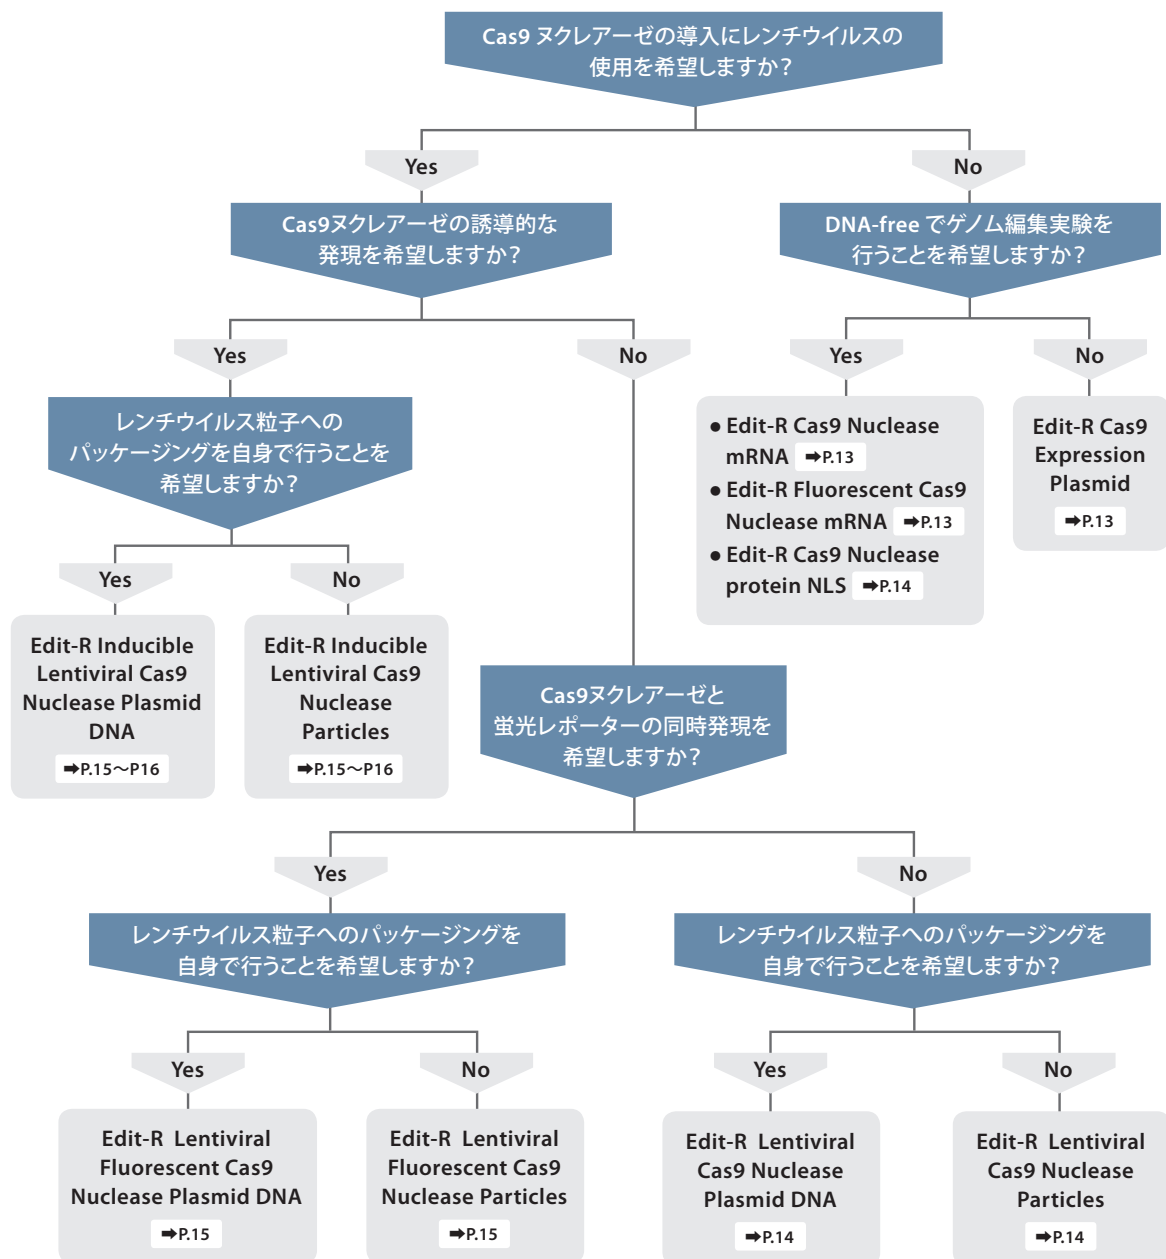 Cas9 ヌクレアーゼの導入にレンチウイルスの
使用を希望しますか？
Yes
No
Cas9ヌクレアーゼの誘導的な
発現を希望しますか？
DNA-free でゲノム編集実験を
行うことを希望しますか？
Yes
No
Yes
No
レンチウイルス粒子への
パッケージングを自身で行うことを
希望しますか？
● Edit-R Cas9 Nuclease
mRNA ➡P.13
● Edit-R Fluorescent Cas9
Nuclease mRNA ➡P.13
● Edit-R Cas9 Nuclease
protein NLS ➡P.14
Edit-R Cas9
Expression
Plasmid
➡P.13
Yes
No
Edit-R Inducible
Lentiviral Cas9
Nuclease Plasmid
DNA
➡P.15～P16
Edit-R Inducible
Lentiviral Cas9
Nuclease
Particles
➡P.15～P16
Cas9ヌクレアーゼと
蛍光レポーターの同時発現を
希望しますか？
Yes
No
レンチウイルス粒子へのパッケージングを
自身で行うことを希望しますか？
レンチウイルス粒子へのパッケージングを
自身で行うことを希望しますか？
Yes
No
Yes
No
Edit-R Lentiviral
Fluorescent Cas9
Nuclease Plasmid DNA
➡P.15
Edit-R Lentiviral
Fluorescent Cas9
Nuclease Particles
➡P.15
Edit-R Lentiviral
Cas9 Nuclease
Plasmid DNA
➡P.14
Edit-R Lentiviral
Cas9 Nuclease
Particles
➡P.14